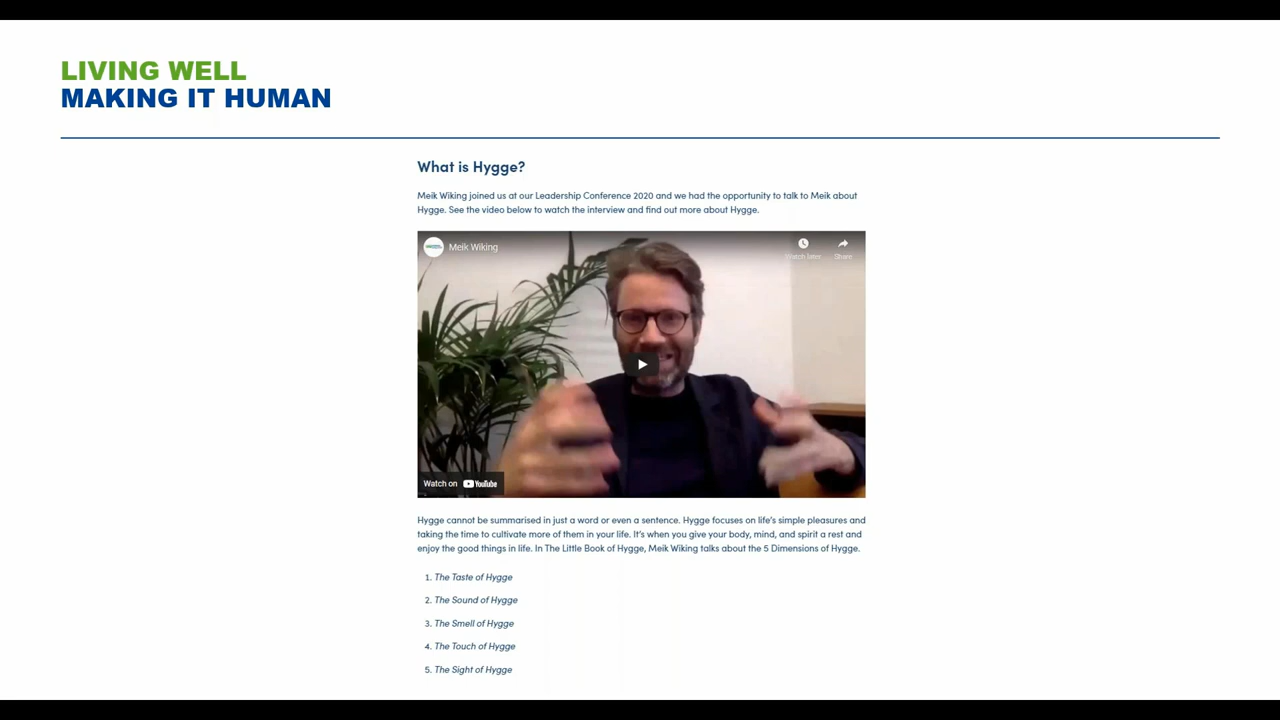 LIVING WELL
MAKING IT HUMAN
What is Hygge?
Meik Wiking joined us at our Leadership Conference 2020 and we had the opportunity to talk to Meik about
Hygge. See the video below to watch the interview and find out more about Hygge.
Meik Wiking
Watch later
Share
Watch on YouTube
Hygge cannot be summarised in just a word or even a sentence. Hygge focuses on life's simple pleasures and
taking the time to cultivate more of them in your life. It's when you give your body, mind, and spirit a rest and
enjoy the good things in life. In The Little Book of Hygge, Meik Wiking talks about the 5 Dimensions of Hygge.
1. The Taste of Hygge
2. The Sound of Hygge
3. The Smell of Hygge
4. The Touch of Hygge
5. The Sight of Hygge